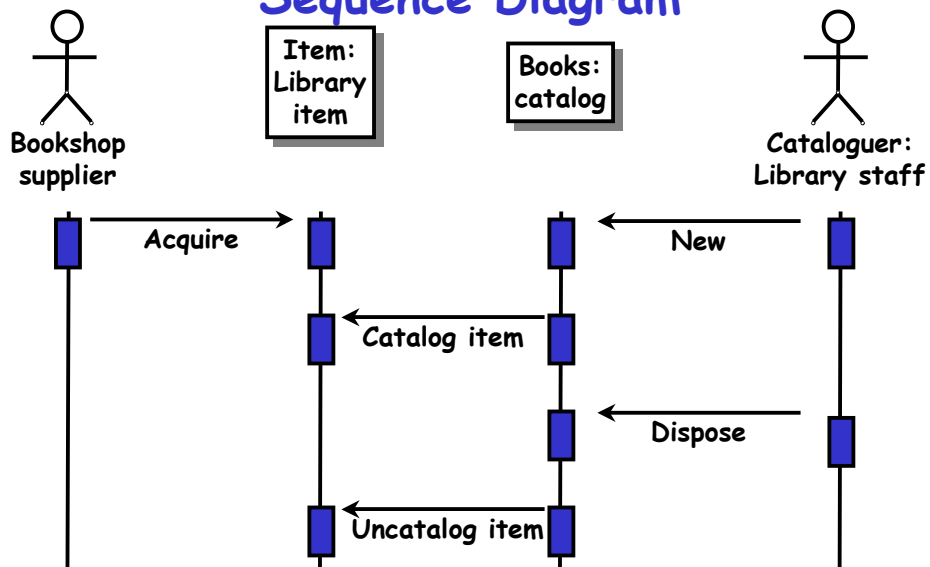 Sequence Diagram
Item:
Library
item
Books:
catalog
Bookshop
supplier
Cataloguer:
Library staff
Acquire
New
Catalog item
Dispose
Uncatalog item